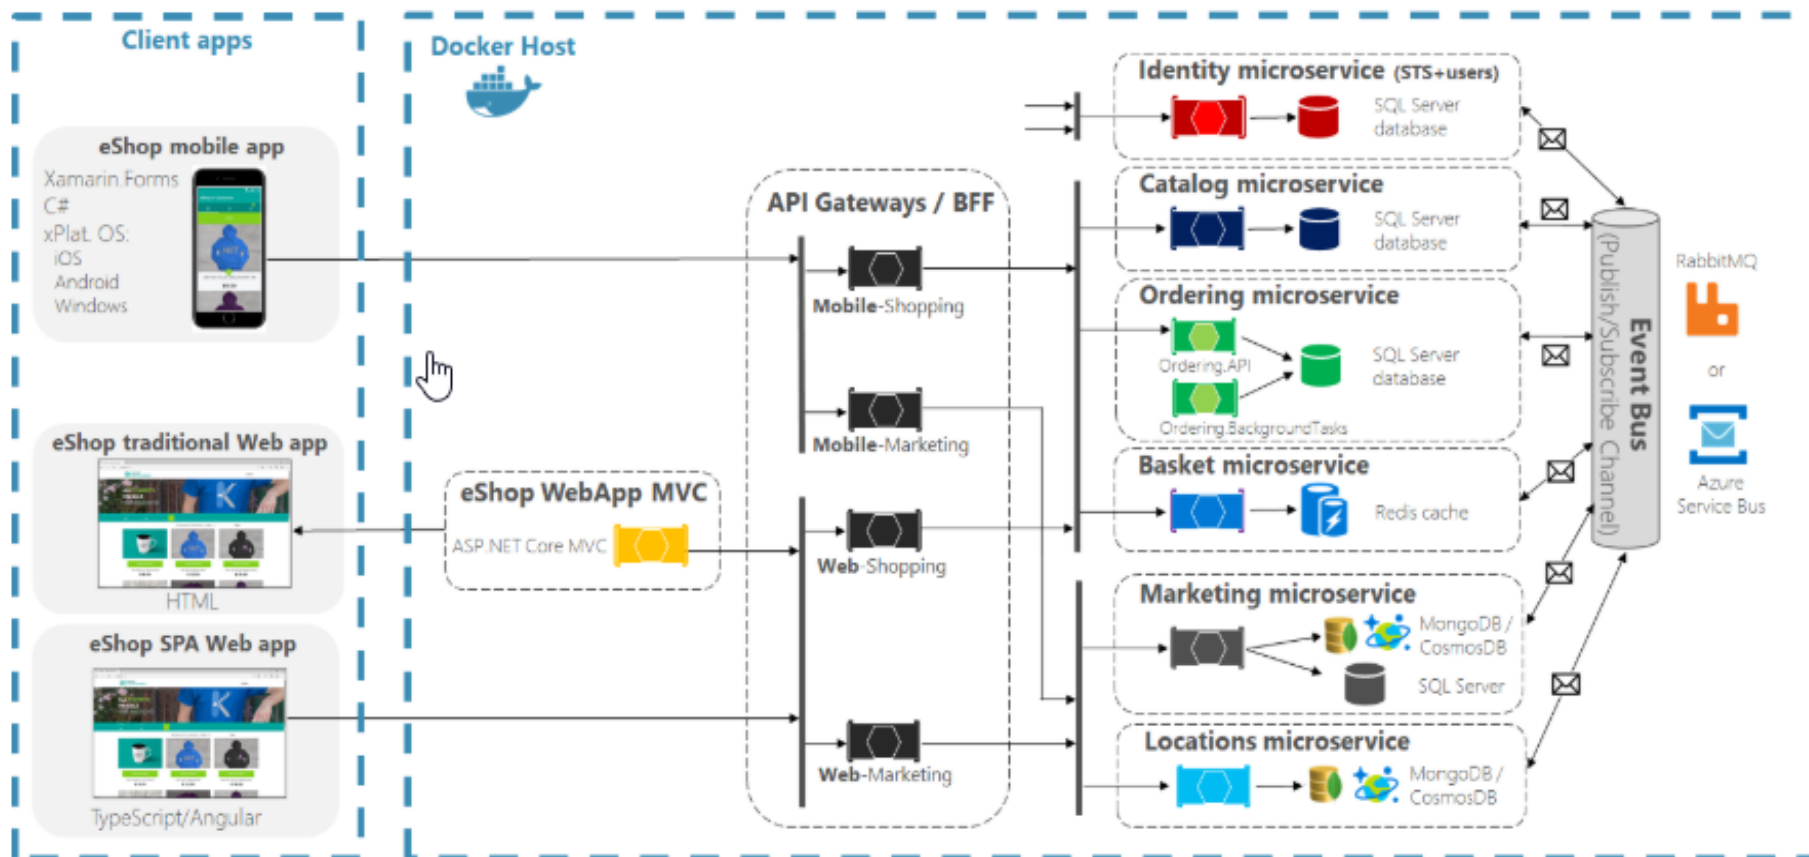 Client apps
eShop mobile app
Xamarin.Forms
C#
xPlat. OS:
iOS
Android
Windows
eShop traditional Web app
HTML
eShop SPA Web app
TypeScript/Angular
Docker Host
eShop WebApp MVC
ASP.NET Core MVC
API Gateways / BFF
Mobile-Shopping
Mobile-Marketing
Web-Shopping
Web-Marketing
Identity microservice (STS+users)
SQL Server
database
Catalog microservice
SQL Server
database
Ordering microservice
Ordering.API
SQL Server
database
Ordering.BackgroundTasks
Basket microservice
Redis cache
Marketing microservice
MongoDB /
CosmosDB
SQL Server
Locations microservice
MongoDB /
CosmosDB
Event Bus
(Publish/Subscribe Channel)
RabbitMQ
or
Azure
Service Bus